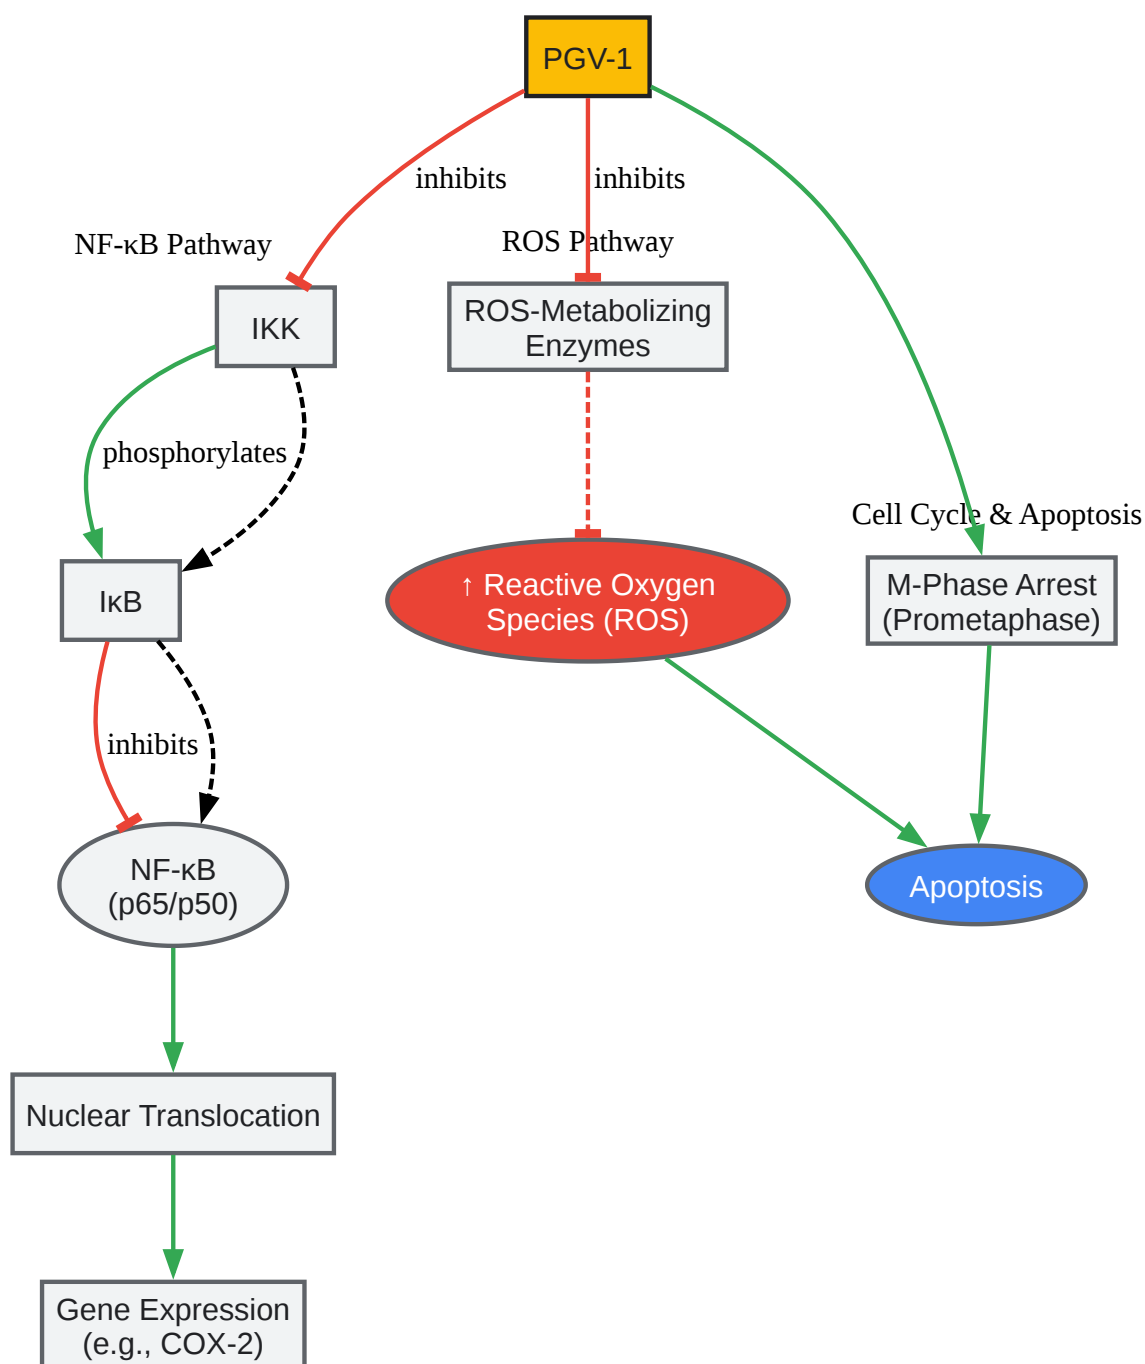 PGV-1
inhibits
inhibits
NF-κB Pathway
ROS Pathway
IKK
ROS-Metabolizing
Enzymes
phosphorylates
Cell Cycle & Apoptosis
IκB
↑ Reactive Oxygen
Species (ROS)
M-Phase Arrest
(Prometaphase)
inhibits
NF-κB
(p65/p50)
Apoptosis
Nuclear Translocation
Gene Expression
(e.g., COX-2)